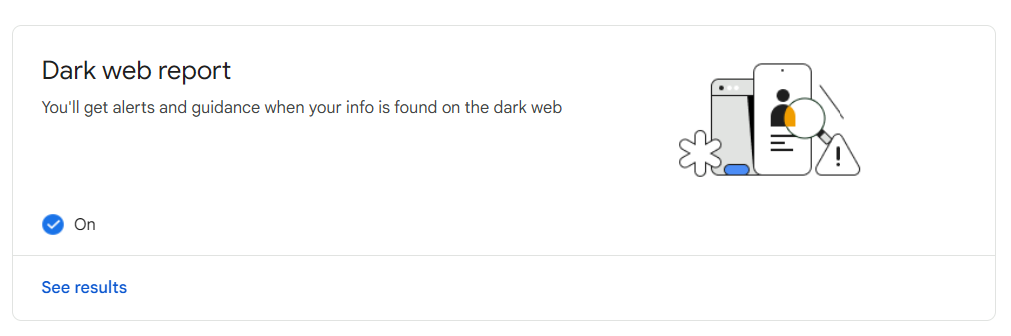 Dark web report
You'll get alerts and guidance when your info is found on the dark web
On
See results